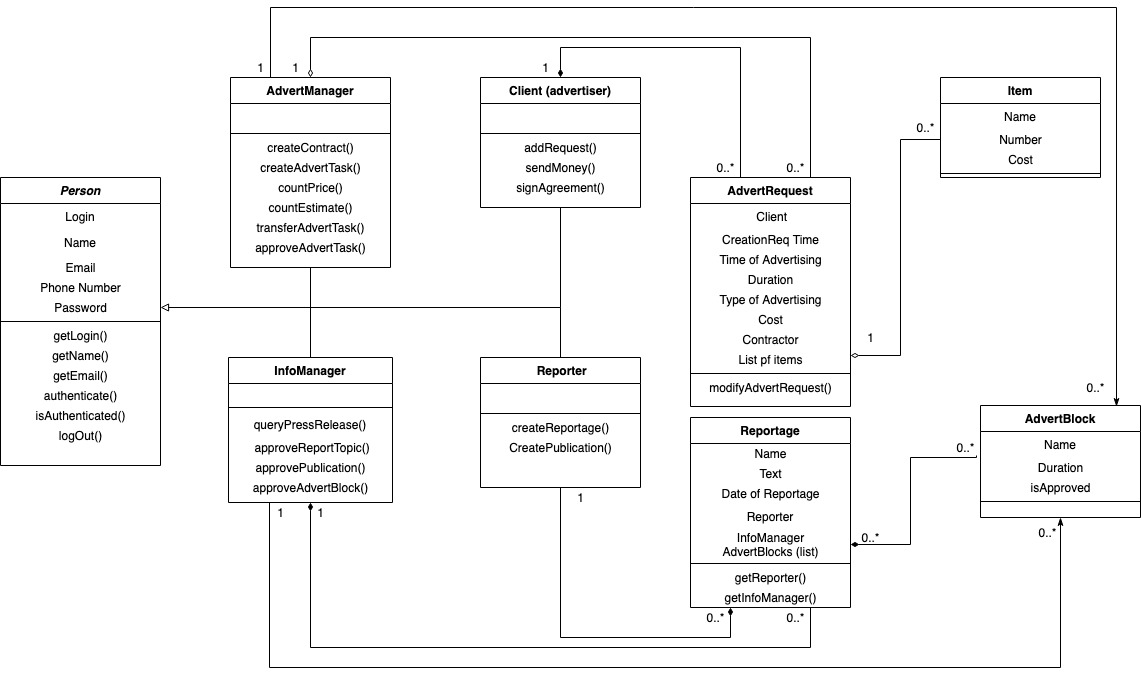 1
1
AdvertManager
createContract()
createAdvertTask()
countPrice()
countEstimate()
transferAdvertTask()
approveAdvertTask()
1
Client (advertiser)
addRequest()
sendMoney()
signAgreement()
0..*
0..*
Item
Name
Number
Cost
0..*
Person
Login
Name
Email
Phone Number
Password
getLogin()
getName()
getEmail()
authenticate()
isAuthenticated()
logOut()
AdvertRequest
Client
CreationReq Time
Time of Advertising
Duration
Type of Advertising
Cost
Contractor
List pf items
modifyAdvertRequest()
1
InfoManager
queryPressRelease()
approveReportTopic()
approvePublication()
approveAdvertBlock()
1
1
Reporter
createReportage()
CreatePublication()
1
Reportage
Name
Text
Date of Reportage
Reporter
InfoManager
AdvertBlocks (list)
getReporter()
getInfoManager()
0..*
0..*
0..*
0..*
0..*
AdvertBlock
Name
Duration
isApproved
0..*